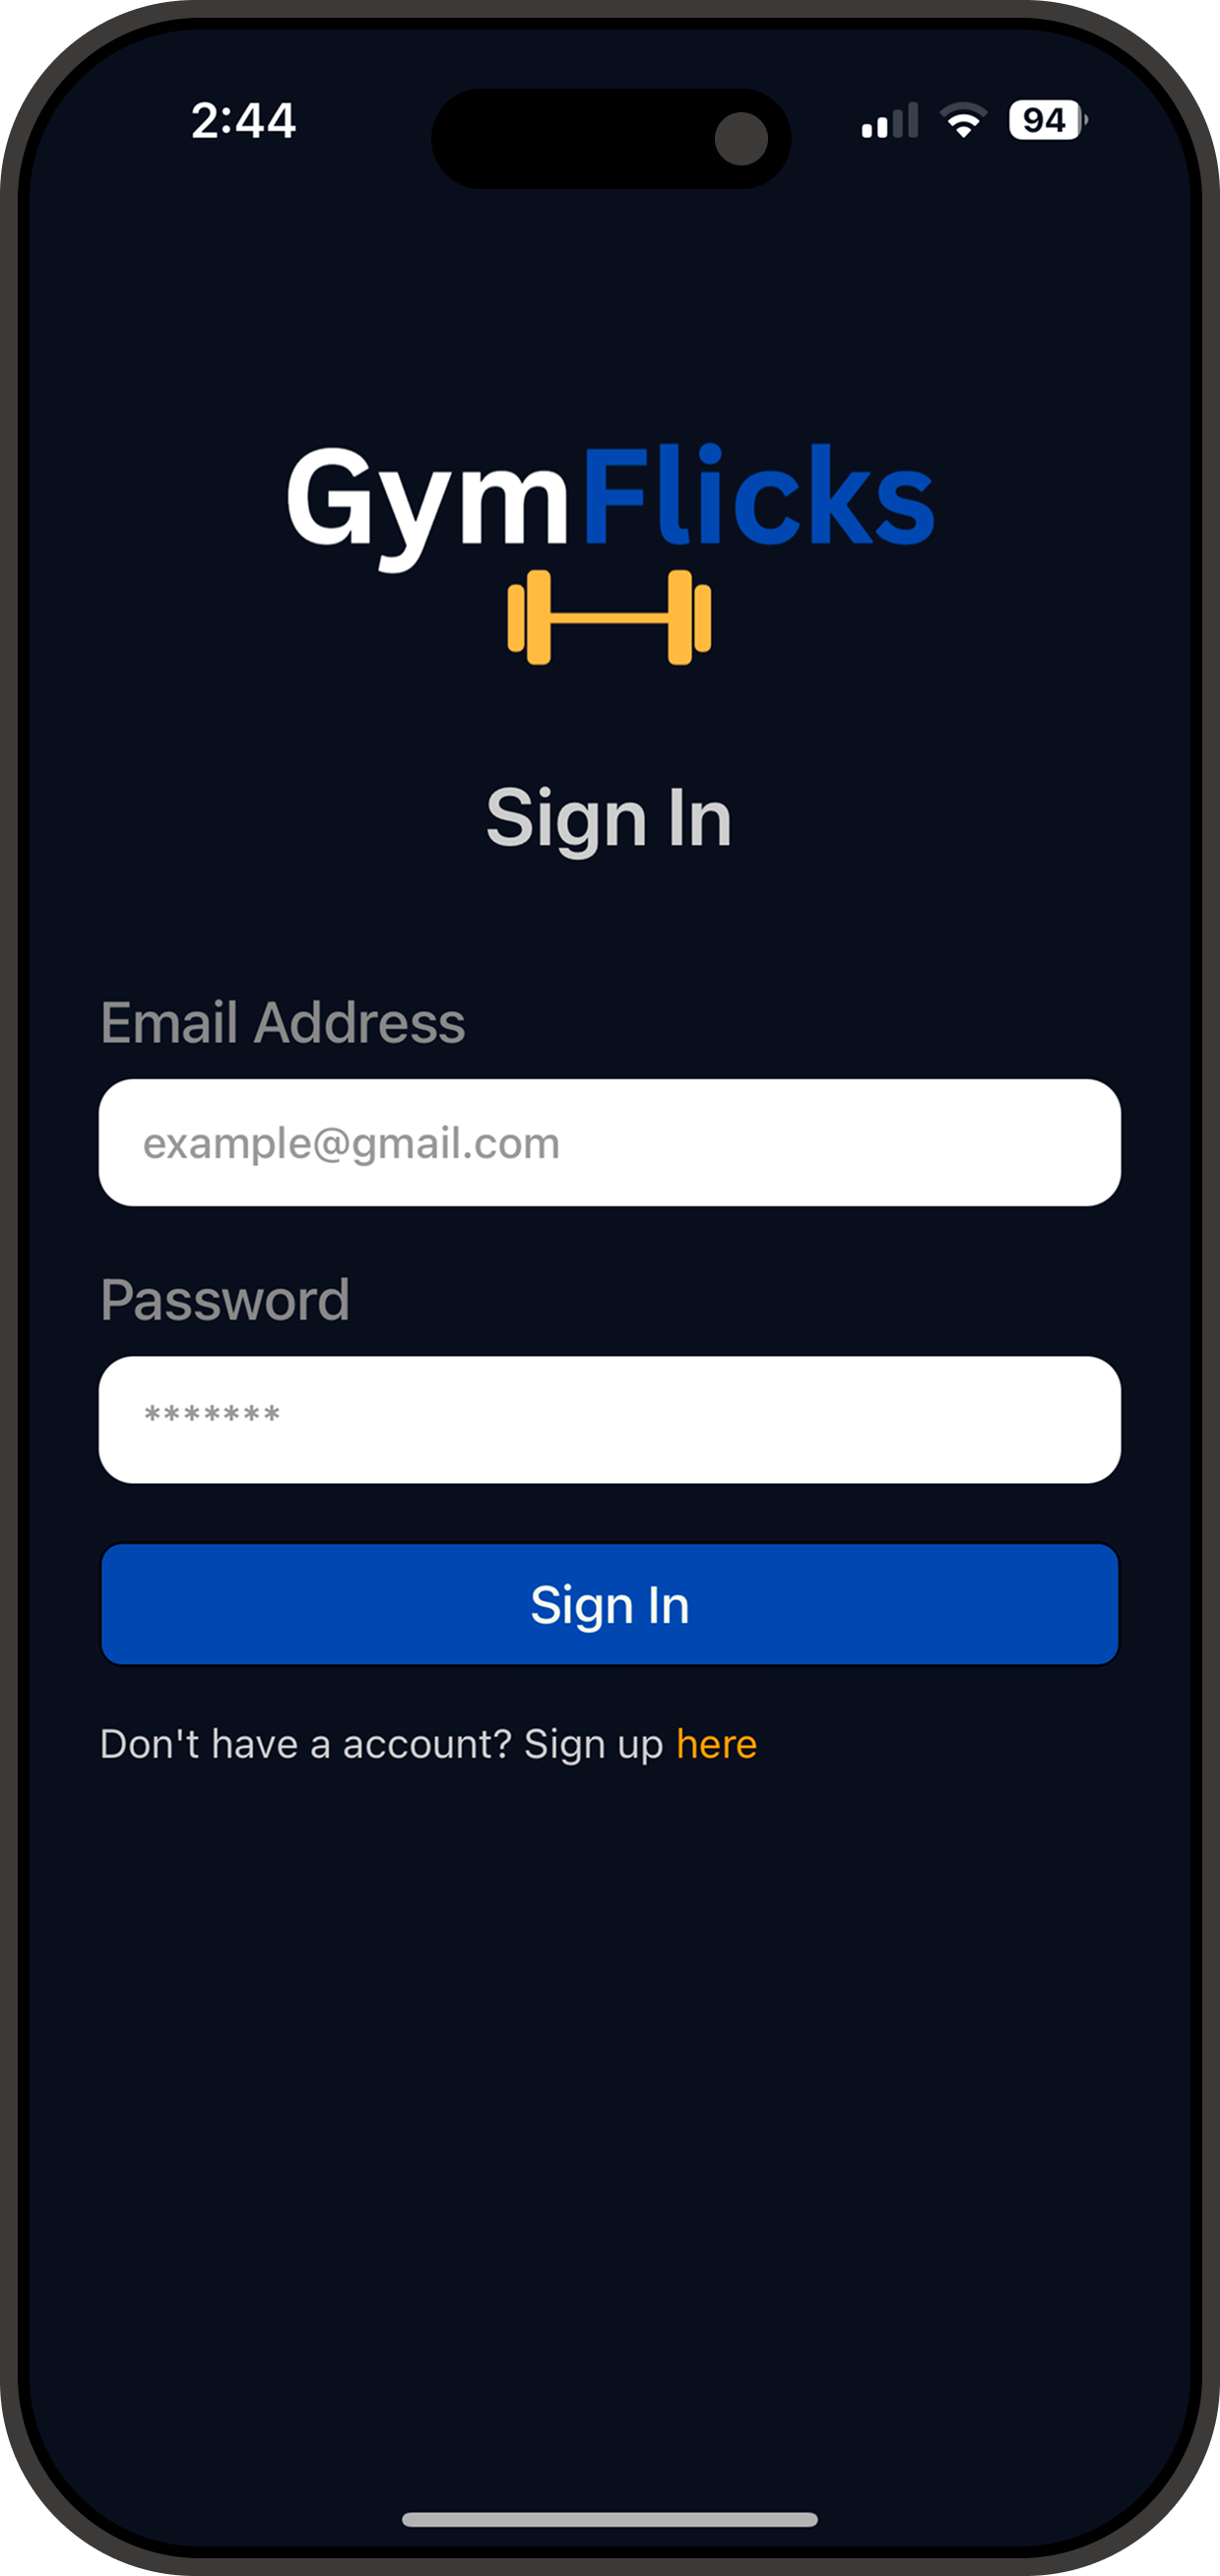 2:44
94
GymFlicks
Sign In
Email Address
example@gmail.com
Password
*******
Sign In
Don't have a account? Sign up here